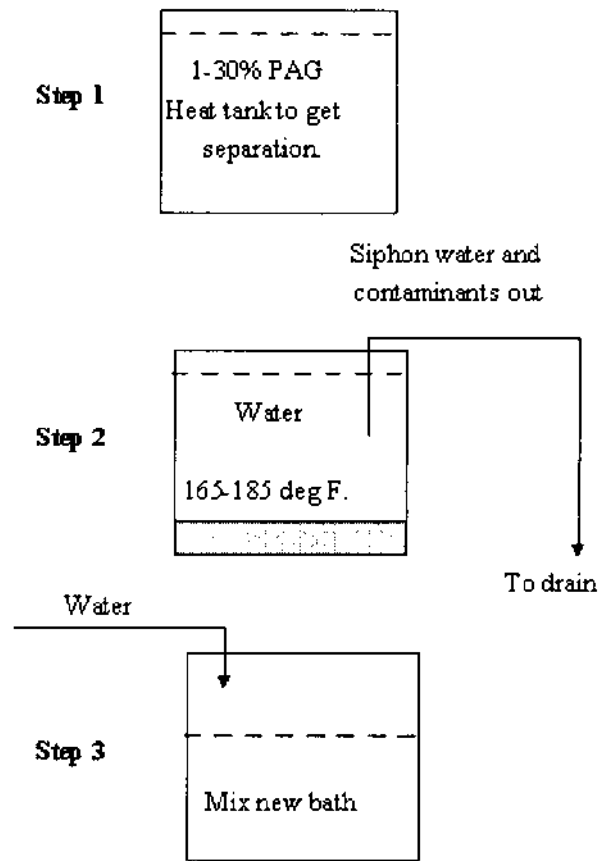 Step 1
1-30% PAG
Heat tank to get
separation.
Siphon water and
contaminants out
Step 2
Water
165-185 deg F.
To drain
Water
Step 3
Mix new bath